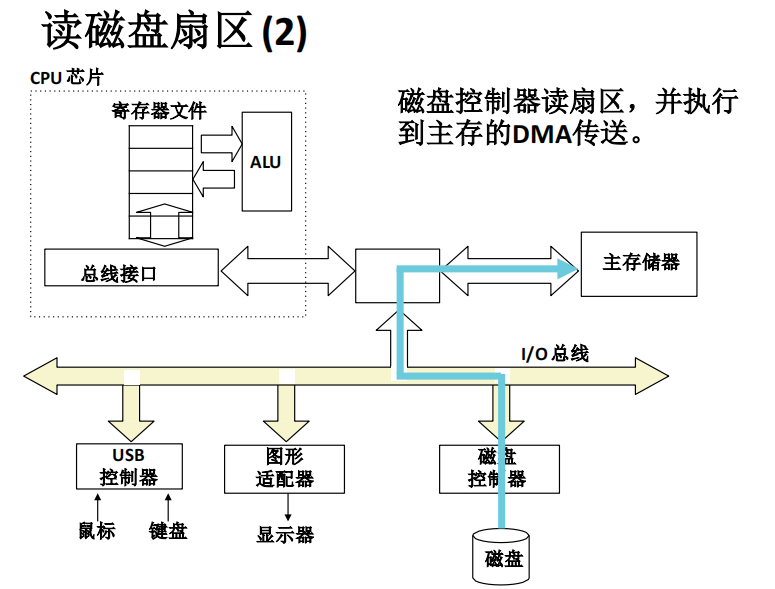 读磁盘扇区 (2)
CPU 芯片
磁盘控制器读扇区，并执行
到主存的DMA传送。
寄存器文件
ALU
总线接口
主存储器
I/O 总线
USB
控制器
图形
适配器
磁盘
控制器
鼠标
键盘
显示器
磁盘